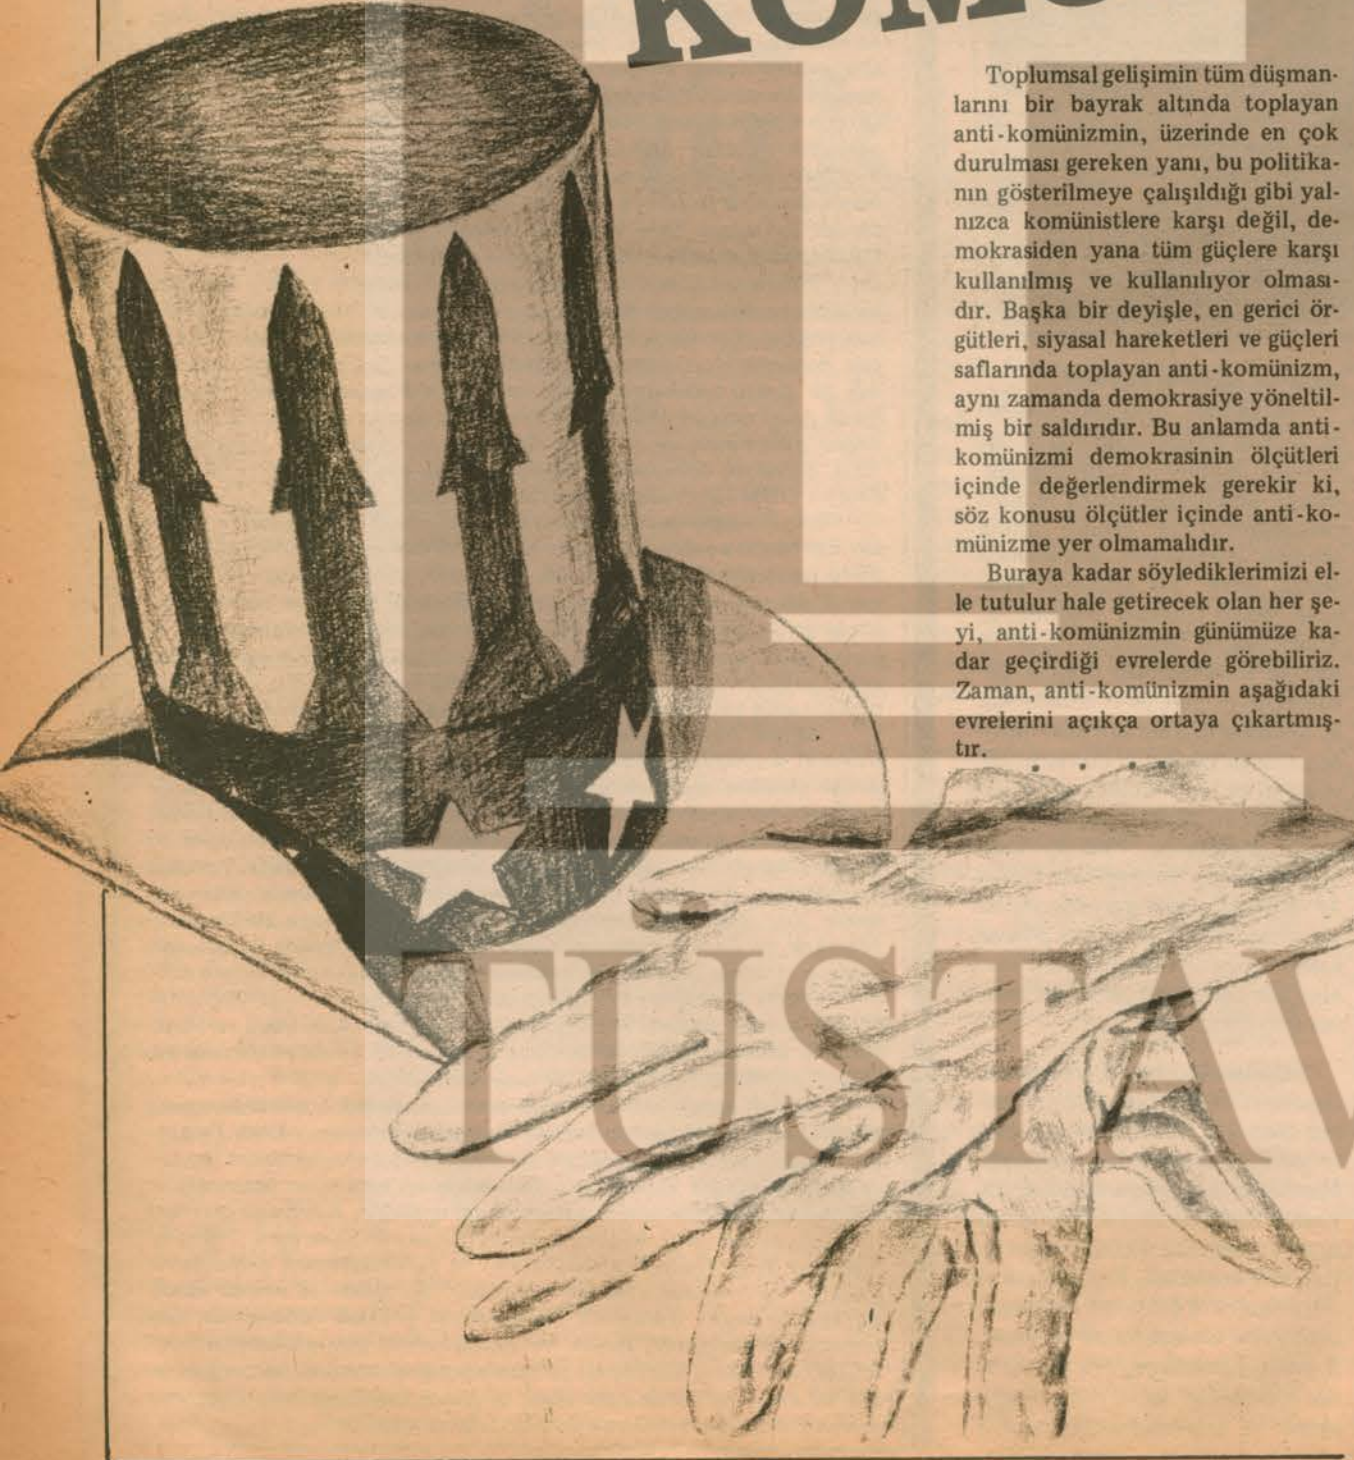 Toplumsal gelişimin tüm düşman-
larını bir bayrak altında toplayan
anti-komünizmin, üzerinde en çok
durulması gereken yanı, bu politika-
nın gösterilmeye çalışıldığı gibi yal-
nızca komünistlere karşı değil, de-
mokrasiden yana tüm güçlere karşı
kullanılmış ve kullanılıyor olması-
dır. Başka bir deyişle, en gerici ör-
gütleri, siyasal hareketleri ve güçleri
saflarında toplayan anti-komünizm,
aynı zamanda demokrasiye yöneltil-
miş bir saldırıdır. Bu anlamda anti-
komünizmi demokrasinin ölçütleri
içinde değerlendirmek gerekir ki,
söz konusu ölçütler içinde anti-ko-
münizme yer olmamalıdır.
Buraya kadar söylediklerimizi el-
le tutulur hale getirecek olan her şe-
yi, anti-komünizmin günümüze ka-
dar geçirdiği evrelerde görebiliriz.
Zaman, anti-komünizmin aşağıdaki
evrelerini açıkça ortaya çıkartmış-
tır.
. . . .
TÜSTAV